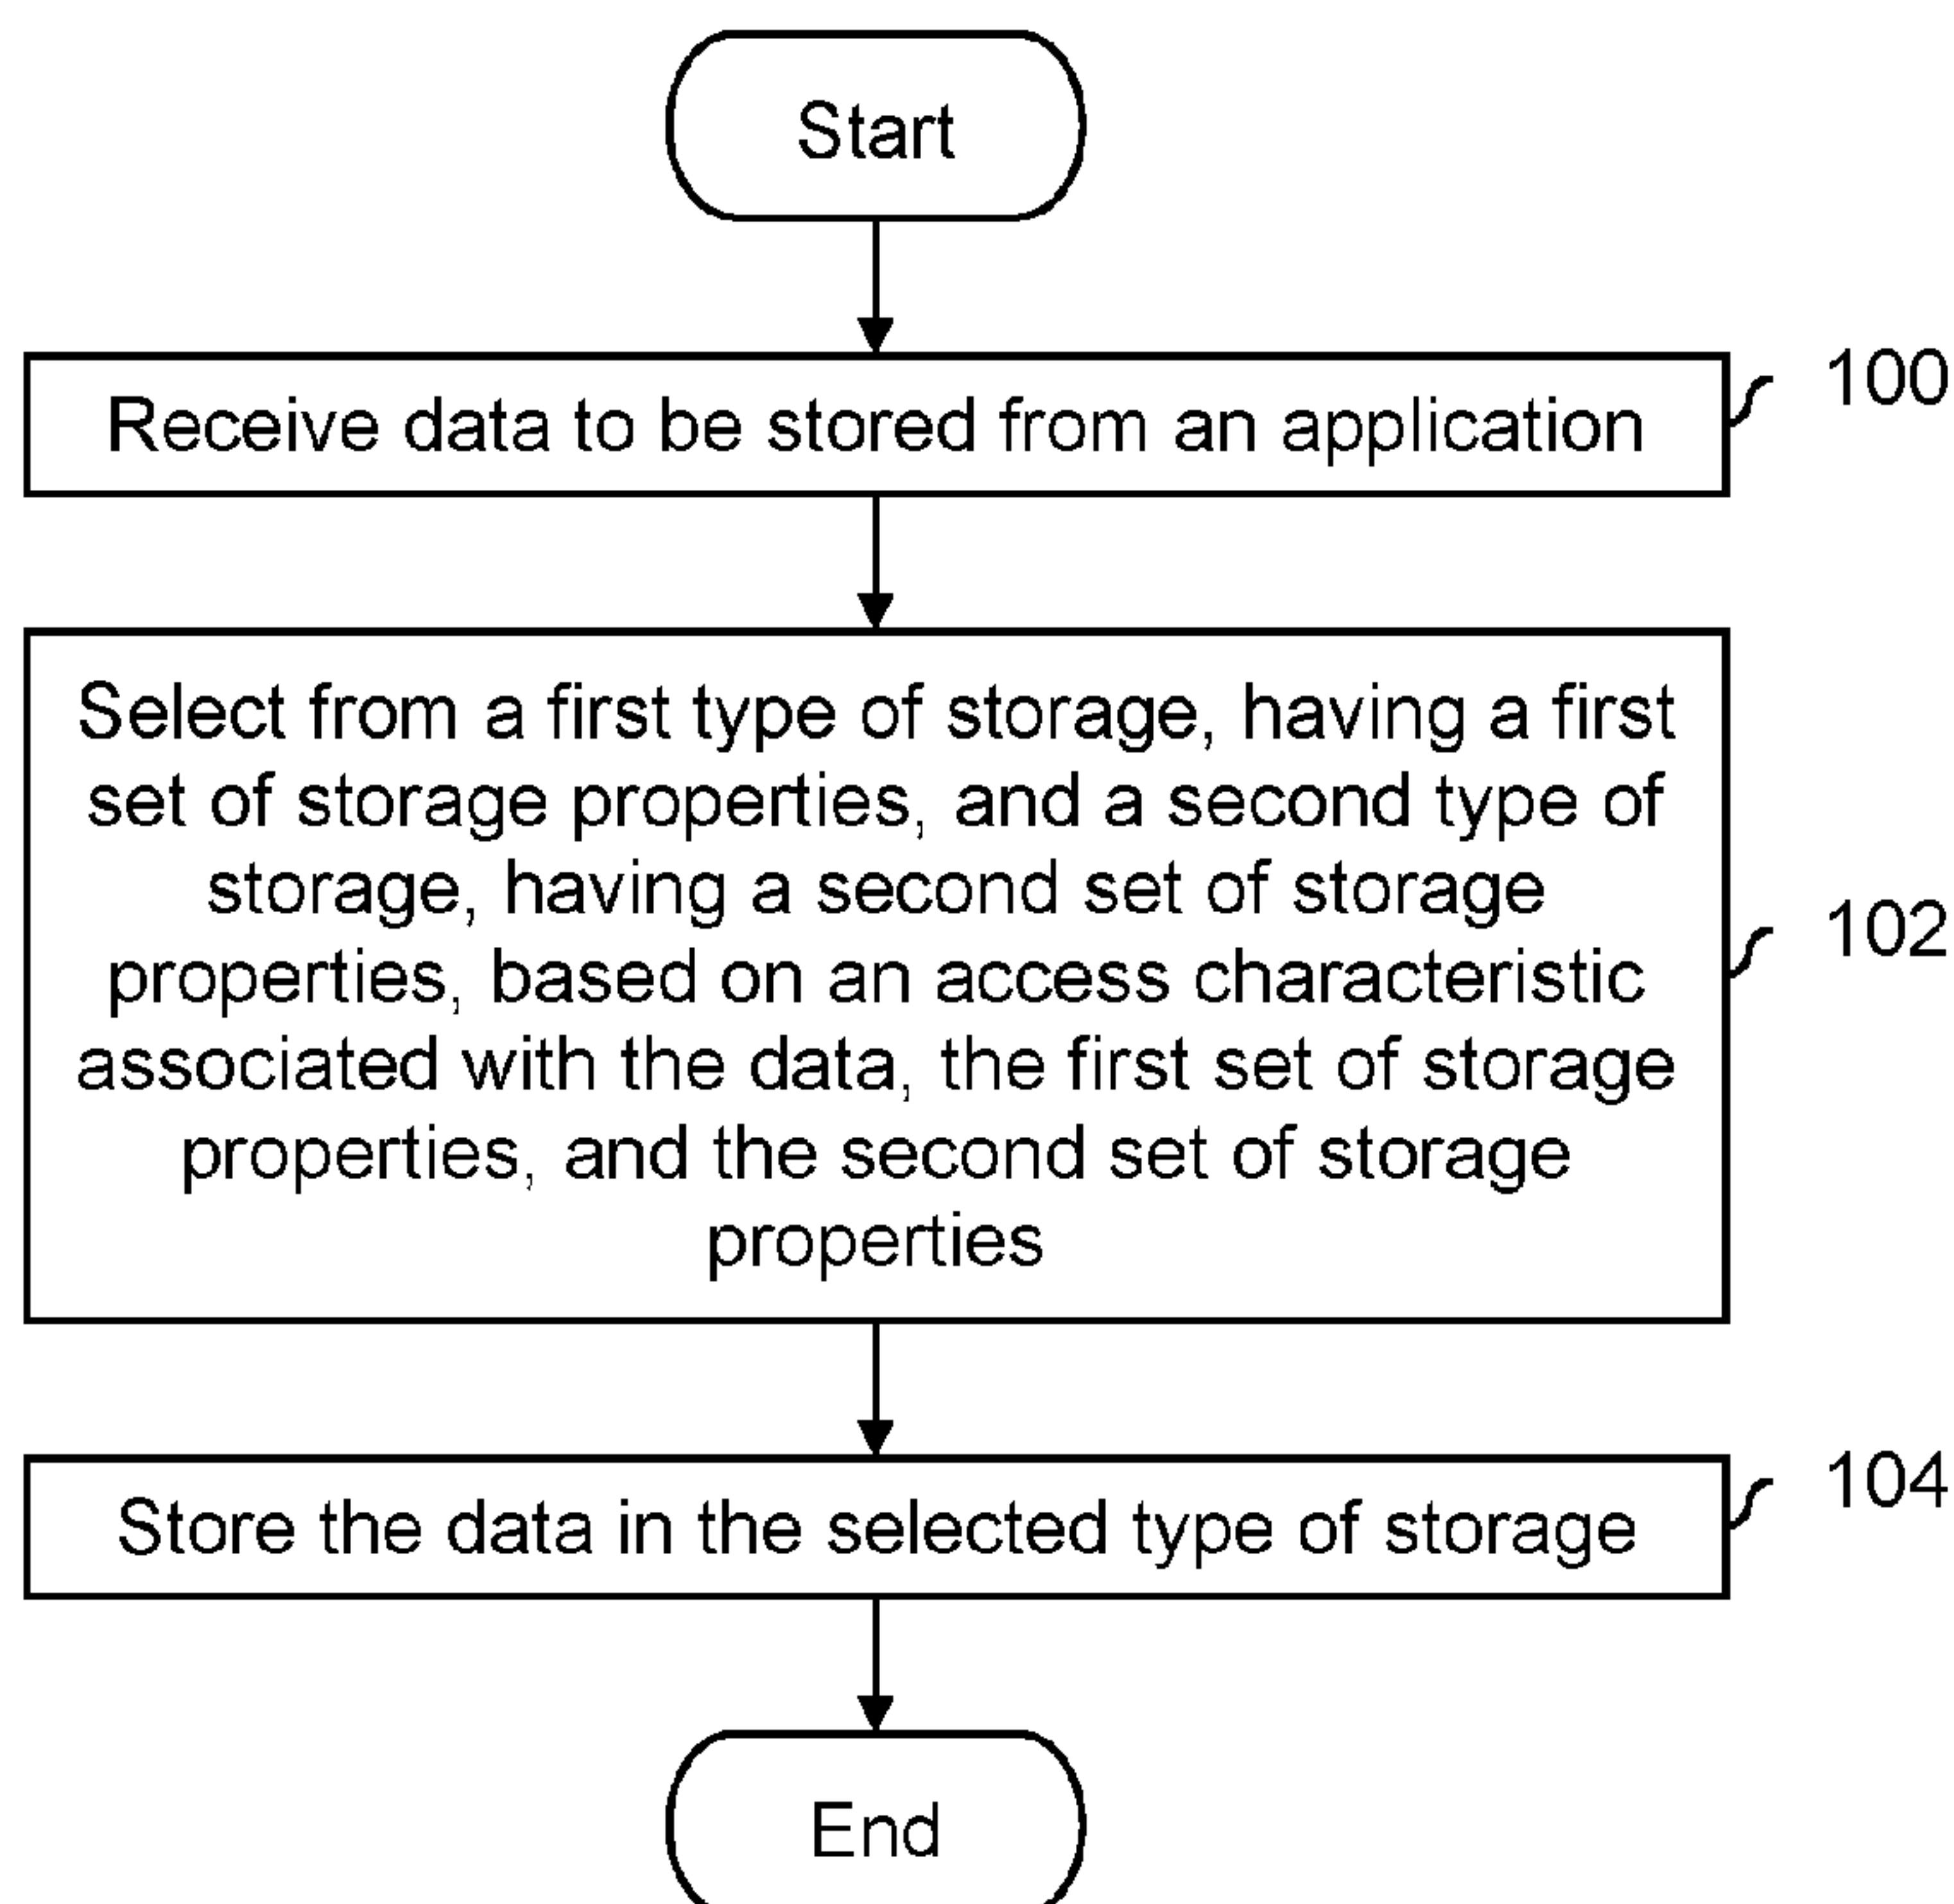 Start
Receive data to be stored from an application
100
Select from a first type of storage, having a first
set of storage properties, and a second type of
storage, having a second set of storage
properties, based on an access characteristic
associated with the data, the first set of storage
properties, and the second set of storage
properties
102
Store the data in the selected type of storage
104
End